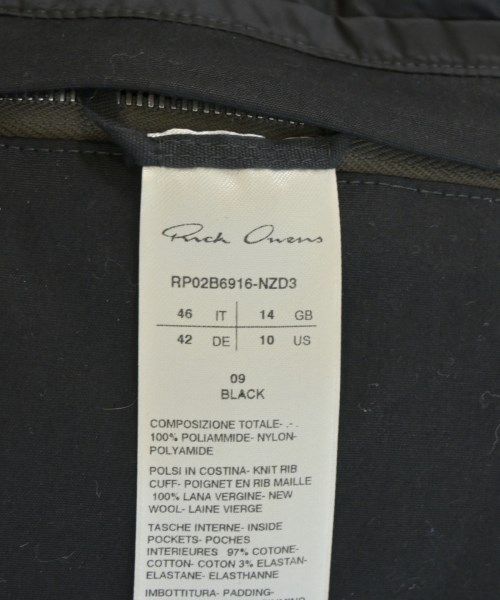 Rick Owens
RP02B6916-NZD3
46 IT 14 GB
42 DE 10 US
09
BLACK
COMPOSIZIONE TOTALE- .- .
100% POLIAMMIDE- NYLON-
POLYAMIDE
POLSI IN COSTINA- KNIT RIB
CUFF- POIGNET EN RIB MAILLE
100% LANA VERGINE- NEW
WOOL- LAINE VIERGE
TASCHE INTERNE- INSIDE
POCKETS- POCHES
INTERIEURES 97% COTONE-
COTTON- COTON 3% ELASTAN-
ELASTANE- ELASTHANNE
IMBOTTITURA- PADDING-